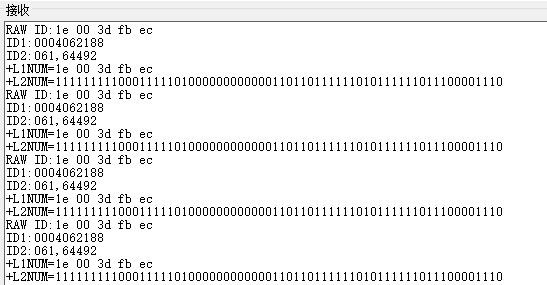 接收
RAW ID:1e 00 3d fb ec
ID1:0004062188
ID2:061,64492
+L1NUM=1e 00 3d fb ec
+L2NUM=1111111110001111101000000000000110110111111010111111011100001110
RAW ID:1e 00 3d fb ec
ID1:0004062188
ID2:061,64492
+L1NUM=1e 00 3d fb ec
+L2NUM=1111111110001111101000000000000110110111111010111111011100001110
RAW ID:1e 00 3d fb ec
ID1:0004062188
ID2:061,64492
+L1NUM=1e 00 3d fb ec
+L2NUM=1111111110001111101000000000000110110111111010111111011100001110
RAW ID:1e 00 3d fb ec
ID1:0004062188
ID2:061,64492
+L1NUM=1e 00 3d fb ec
+L2NUM=1111111110001111101000000000000110110111111010111111011100001110